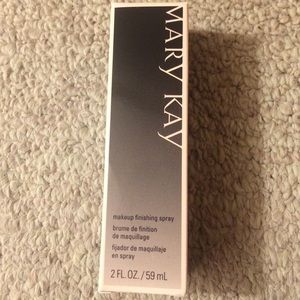 MARY KAY
makeup finishing spray
brume de finition
de maquillage
fijador de maquillaje
en spray
2 FL. OZ. / 59 mL